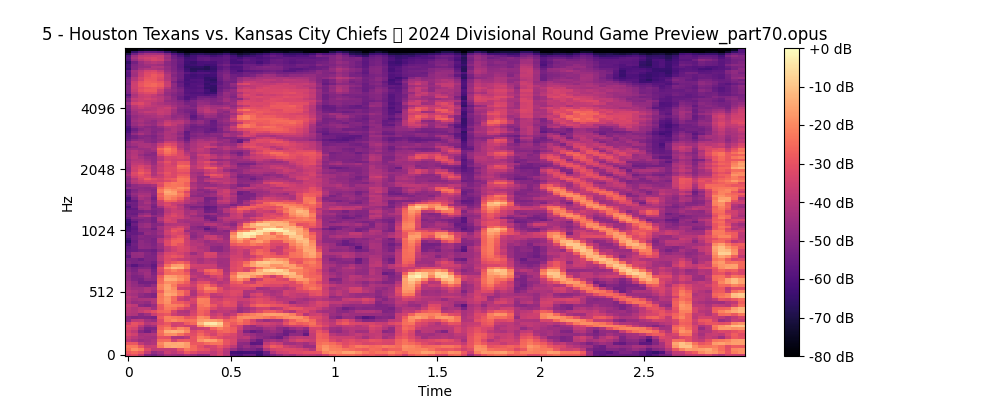 5 - Houston Texans vs. Kansas City Chiefs 2024 Divisional Round Game Preview_part70.opus
+0 dB
-10 dB
-20 dB
-30 dB
-40 dB
-50 dB
-60 dB
-70 dB
-80 dB
4096
2048
1024
512
0
Hz
0 0.5 1 1.5 2 2.5
Time